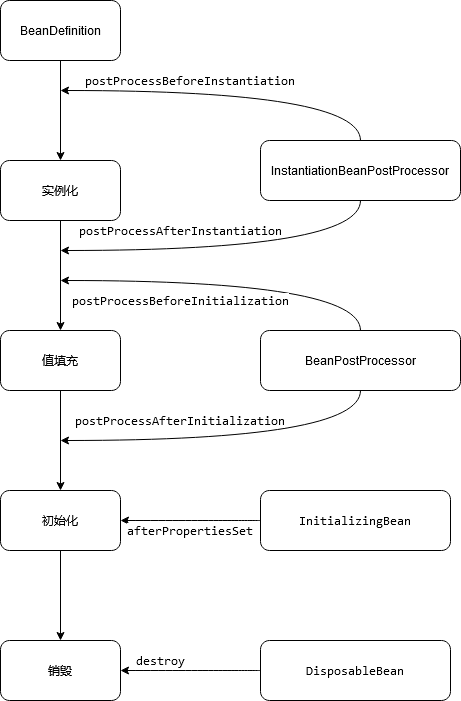 BeanDefinition
postProcessBeforeInstantiation
InstantiationBeanPostProcessor
实例化
postProcessAfterInstantiation
postProcessBeforeInitialization
值填充
BeanPostProcessor
postProcessAfterInitialization
初始化
afterPropertiesSet
InitializingBean
销毁
destroy
DisposableBean